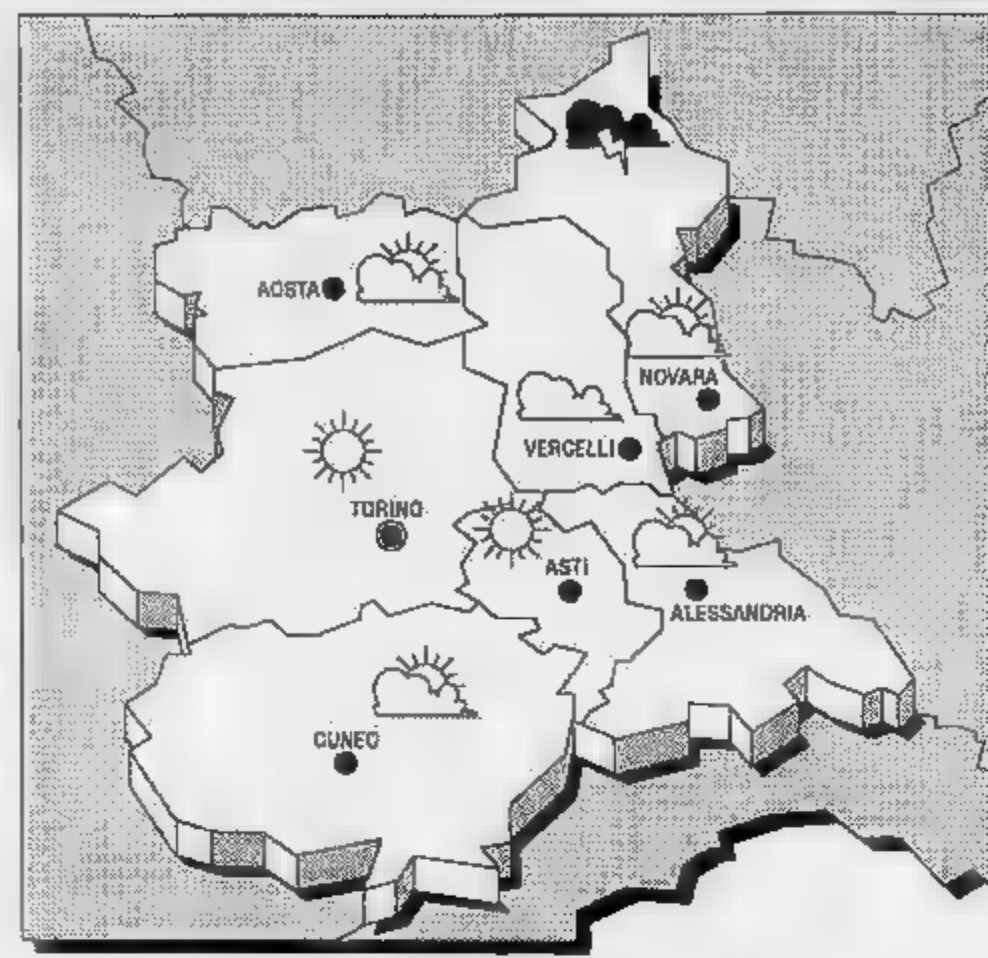 AOSTA
NOVARA
VERCELLI
TORINO
ASTI
ALESSANDRIA
CUNEO